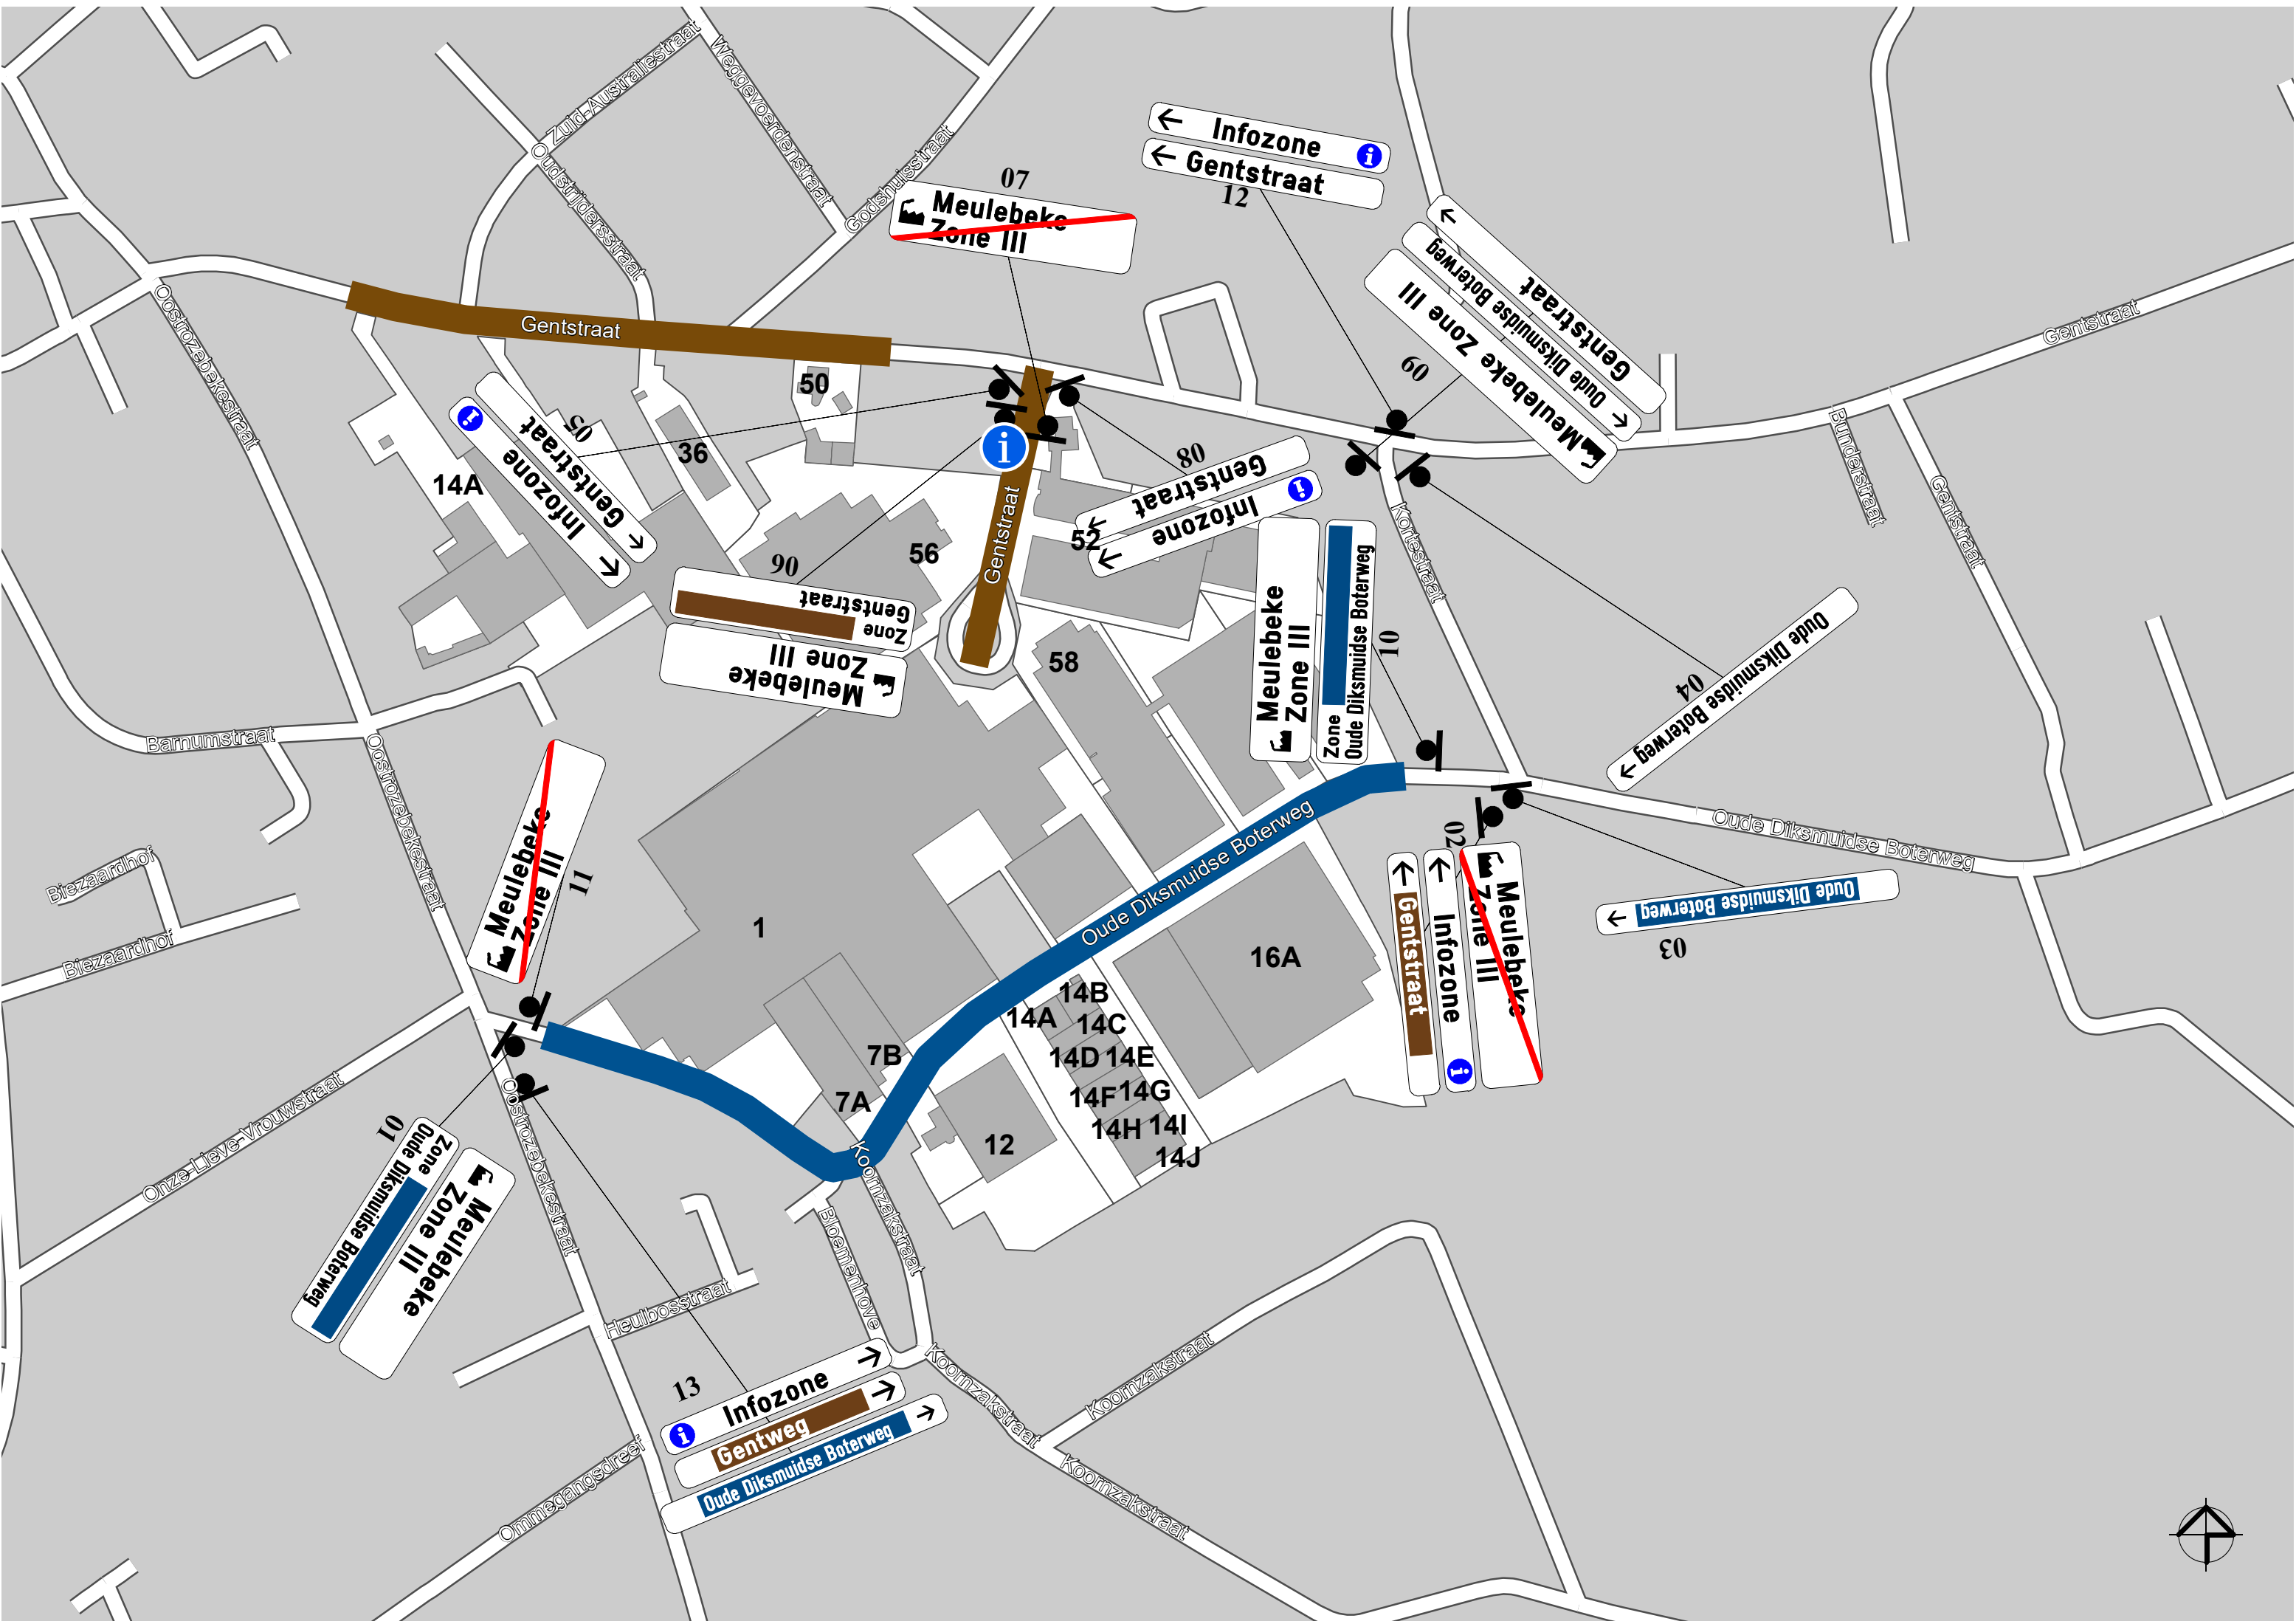 Zuid-Australiestraat
Weggevoerdenstraat
Oudstrijdersstraat
Godshuisstraat
Infozone
i
Gentstraat
12
07
Meulebeke
Zone III
Gentstraat
Oude Diksmuidse Boterweg
Meulebeke Zone III
09
Oostrozebekestraat
Gentstraat
Gentstraat
50
36
14A
05
Gentstraat
Infozone
i
i
Gentstraat
56
52
08
Gentstraat
Infozone
i
Kortestraat
Bunderstraat
Gentstraat
06
Zone
Gentstraat
Meulebeke
Zone III
58
Meulebeke
Zone III
Zone
Oude Diksmuidse Boterweg
10
04
Oude Diksmuidse Boterweg
Barnumstraat
Oostrozebekestraat
Meulebeke
Zone III
11
Biezaardhof
Biezaardhof
1
Oude Diksmuidse Boterweg
Oude Diksmuidse Boterweg
02
Gentstraat
Infozone
i
Meulebeke
Zone III
Oude Diksmuidse Boterweg
03
16A
14B
14A
14C
14D
14E
14F
14G
14H
14I
14J
7B
7A
12
Onze-Lieve-Vrouwstraat
Oostrozebekestraat
01
Zone
Oude Diksmuidse Boterweg
Meulebeke
Zone III
Koornzakstraat
Bloemenhove
Heulbosstraat
13
i
Infozone
Gentweg
Oude Diksmuidse Boterweg
Koornzakstraat
Koornzakstraat
Koornzakstraat
Ommegangsdreef